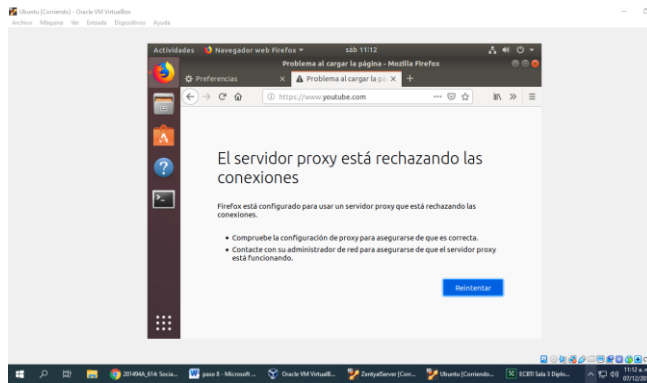 Ubuntu [Corriendo] - Oracle VM VirtualBox
Archivo Máquina Ver Entrada Dispositivos Ayuda
Actividades Navegador web Firefox sáb 11:12
Problema al cargar la página - Mozilla Firefox
Preferencias Problema al cargar la pá
https://www.youtube.com
El servidor proxy está rechazando las
conexiones
Firefox está configurado para usar un servidor proxy que está rechazando las
conexiones.
• Compruebe la configuración de proxy para asegurarse de que es correcta.
• Contacte con su administrador de red para asegurarse de que el servidor proxy
está funcionando.
Reintentar
201494A_614: Socia... paso 8 - Microsoft ... Oracle VM VirtualB... ZentyalServer [Con... Ubuntu [Corriendo... ECBTI Sala 3 Diplo... 11:12 a.